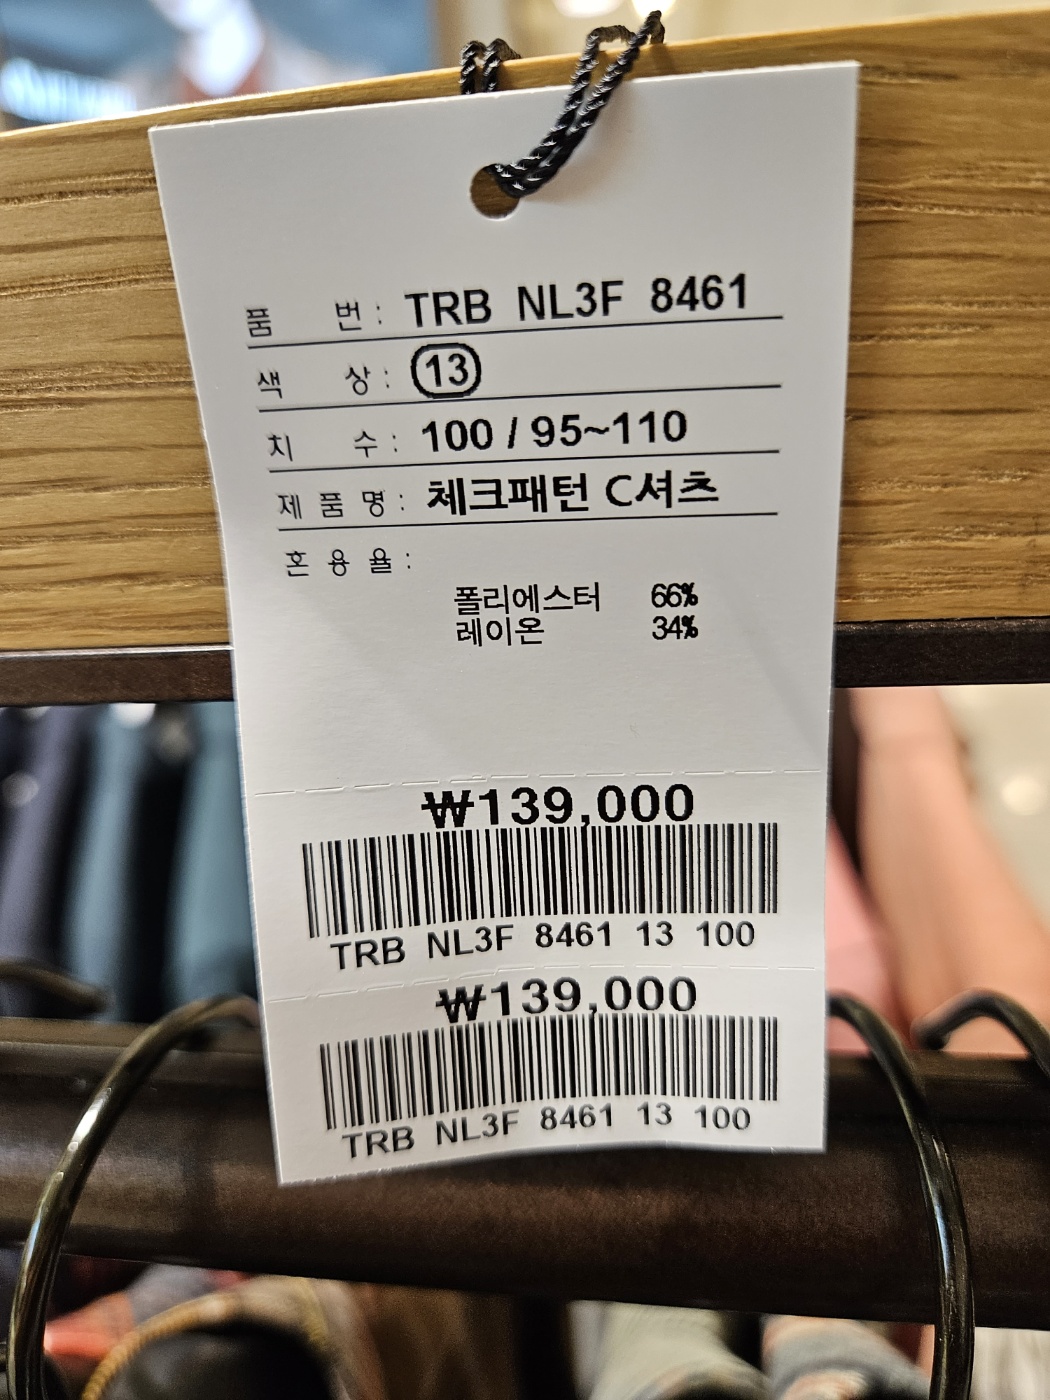 품 번 : TRB NL3F 8461
색 상 : 13
치 수 : 100 / 95~110
제 품 명 : 체크패턴 C셔츠
혼 용 율 :
폴리에스터 66%
레이온 34%
₩139,000
TRB NL3F 8461 13 100
₩139,000
TRB NL3F 8461 13 100